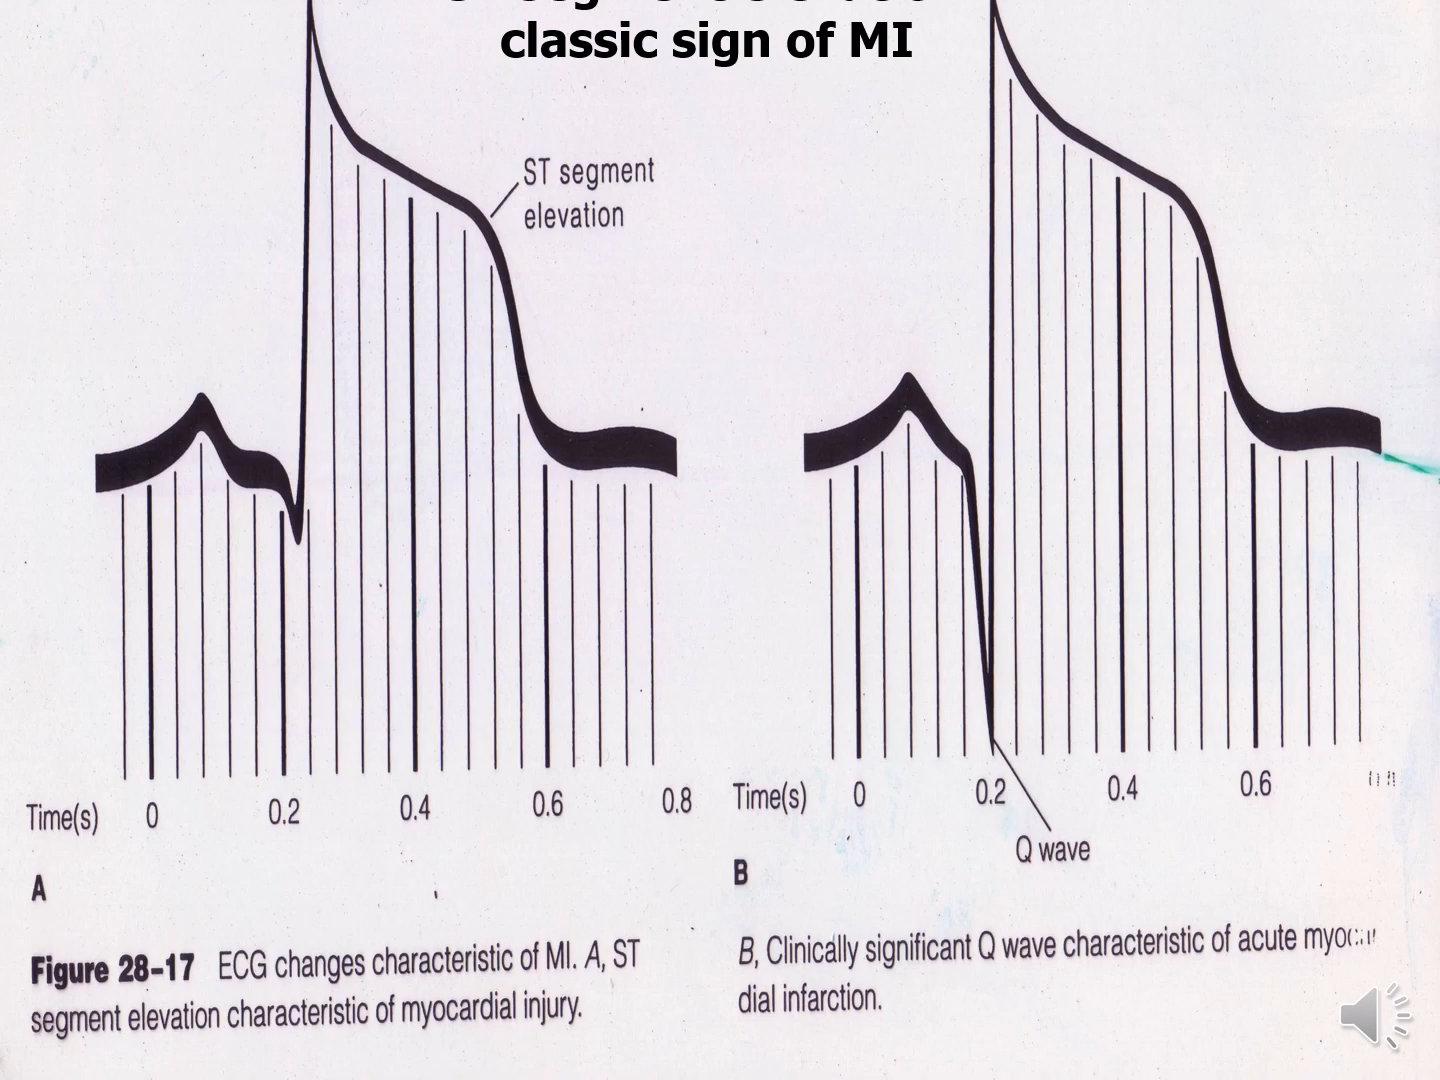 classic sign of MI
ST segment
elevation
Time(s) 0 0.2 0.4 0.6 0.8
A
Figure 28–17 ECG changes characteristic of MI. A, ST
segment elevation characteristic of myocardial injury.
Time(s) 0 0.2 0.4 0.6
Q wave
B
B, Clinically significant Q wave characteristic of acute
dial infarction.